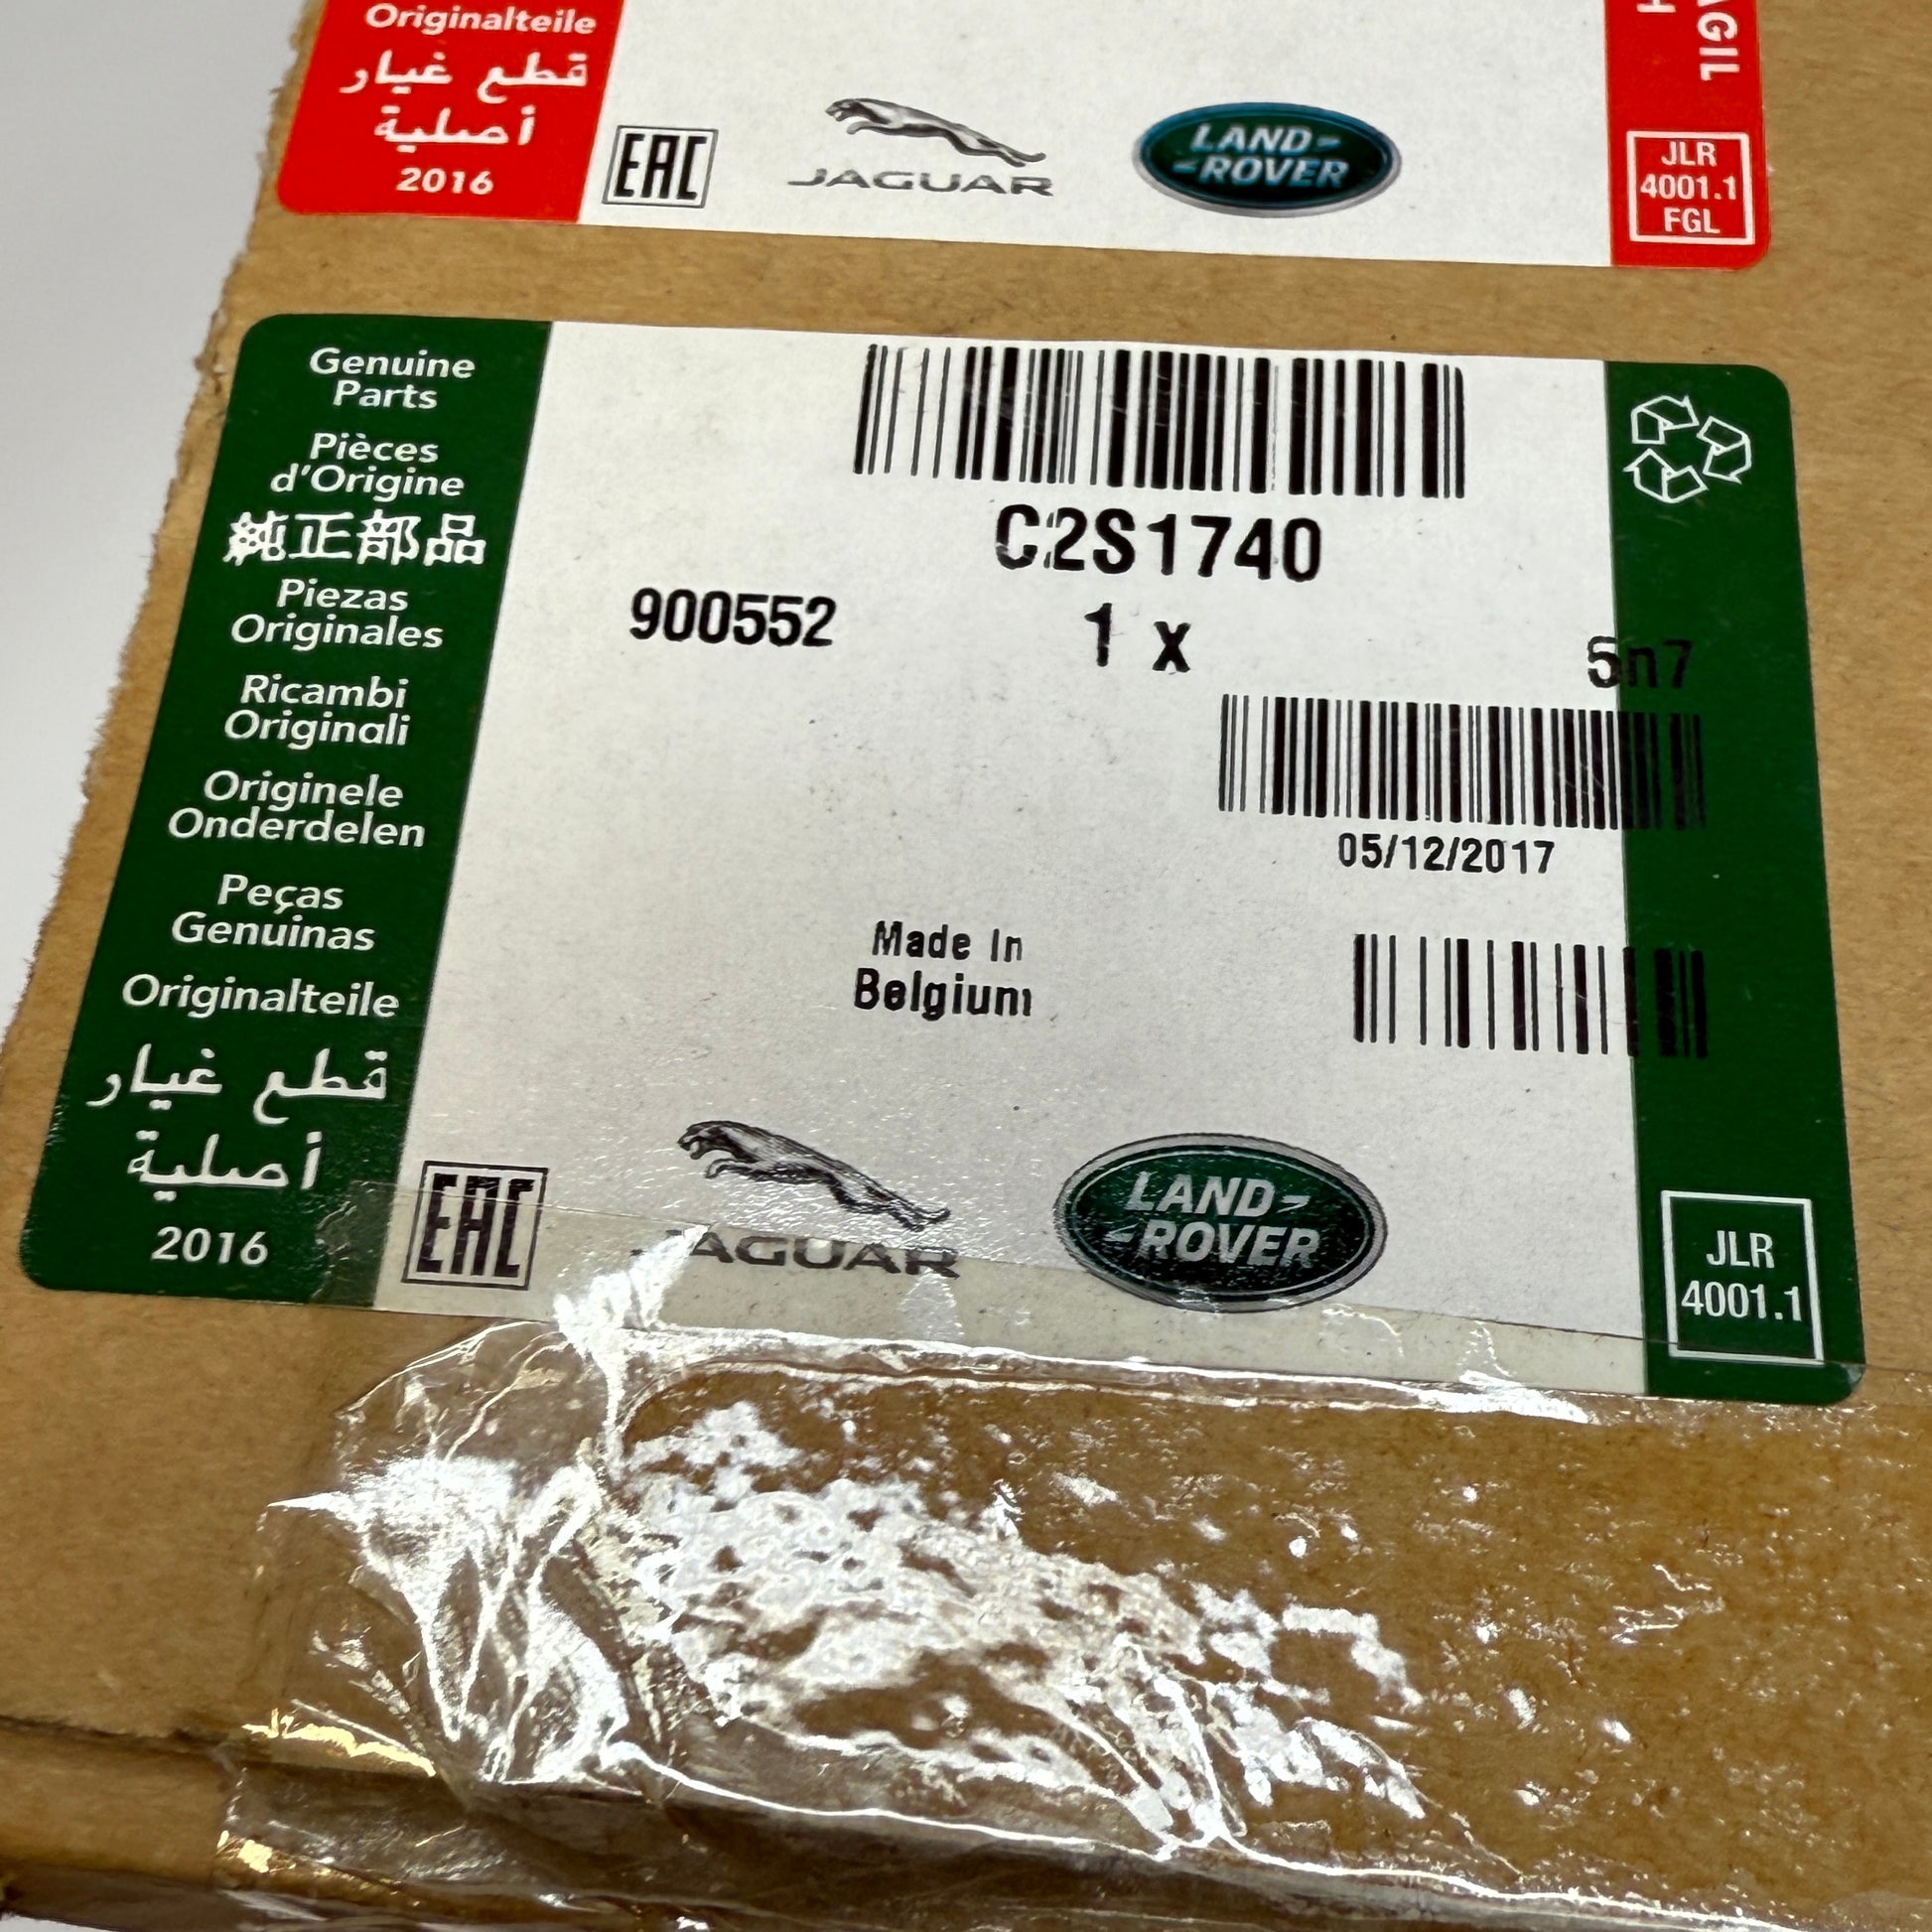 Originalteile
قطع غيار
أصلية
2016
EAC
JAGUAR
LAND-
-ROVER
AGIL
H
JLR
4001.1
FGL
Genuine
Parts
Pièces
d'Origine
純正部品
Piezas
Originales
Ricambi
Originali
Originele
Onderdelen
Peças
Genuinas
Originalteile
قطع غيار
أصلية
2016
C2S1740
900552
1 x
5n7
05/12/2017
Made In
Belgium
EAC
JAGUAR
LAND-
-ROVER
JLR
4001.1